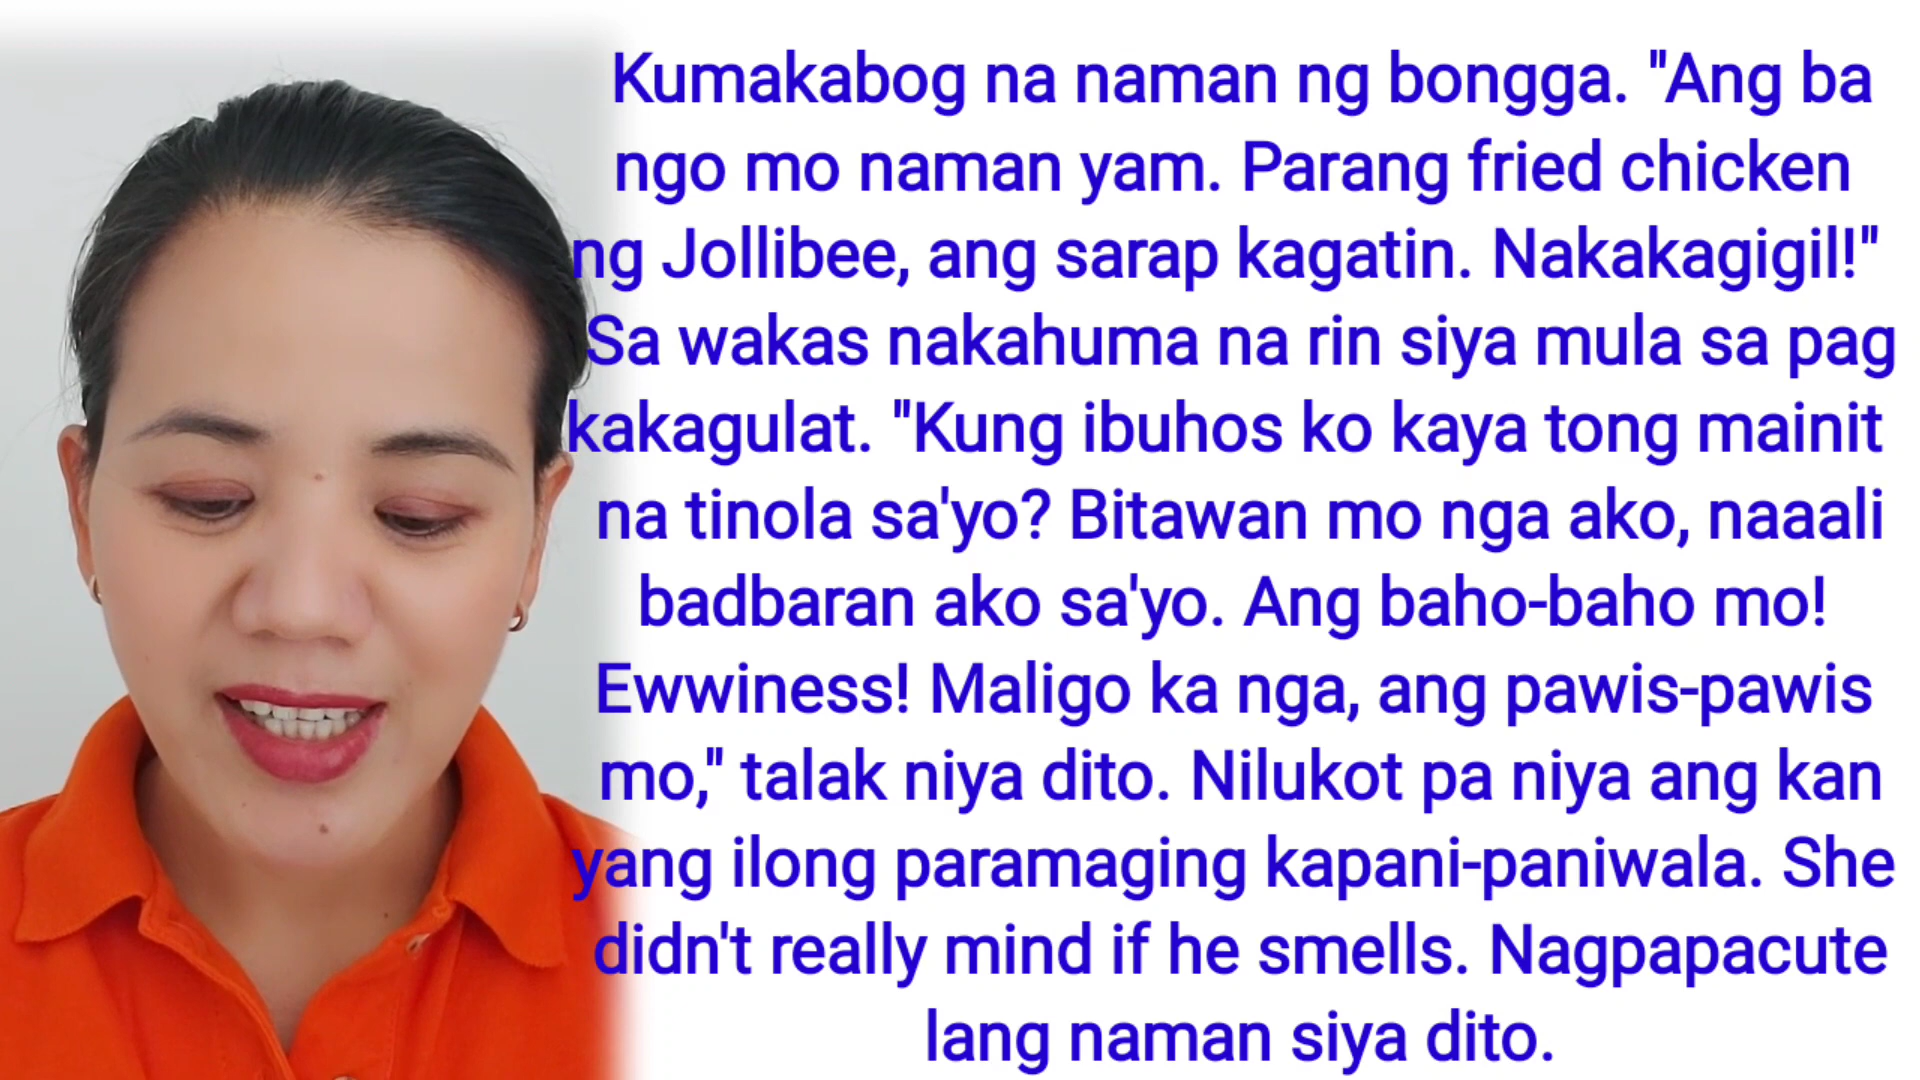 Kumakabog na naman ng bongga. "Ang ba
ngo mo naman yam. Parang fried chicken
ng Jollibee, ang sarap kagatin. Nakakagigil!"
Sa wakas nakahuma na rin siya mula sa pag
kakagulat. "Kung ibuhos ko kaya tong mainit
na tinola sa'yo? Bitawan mo nga ako, naaali
badbaran ako sa'yo. Ang baho-baho mo!
Ewwiness! Maligo ka nga, ang pawis-pawis
mo," talak niya dito. Nilukot pa niya ang kan
yang ilong paramaging kapani-paniwala. She
didn't really mind if he smells. Nagpapacute
lang naman siya dito.